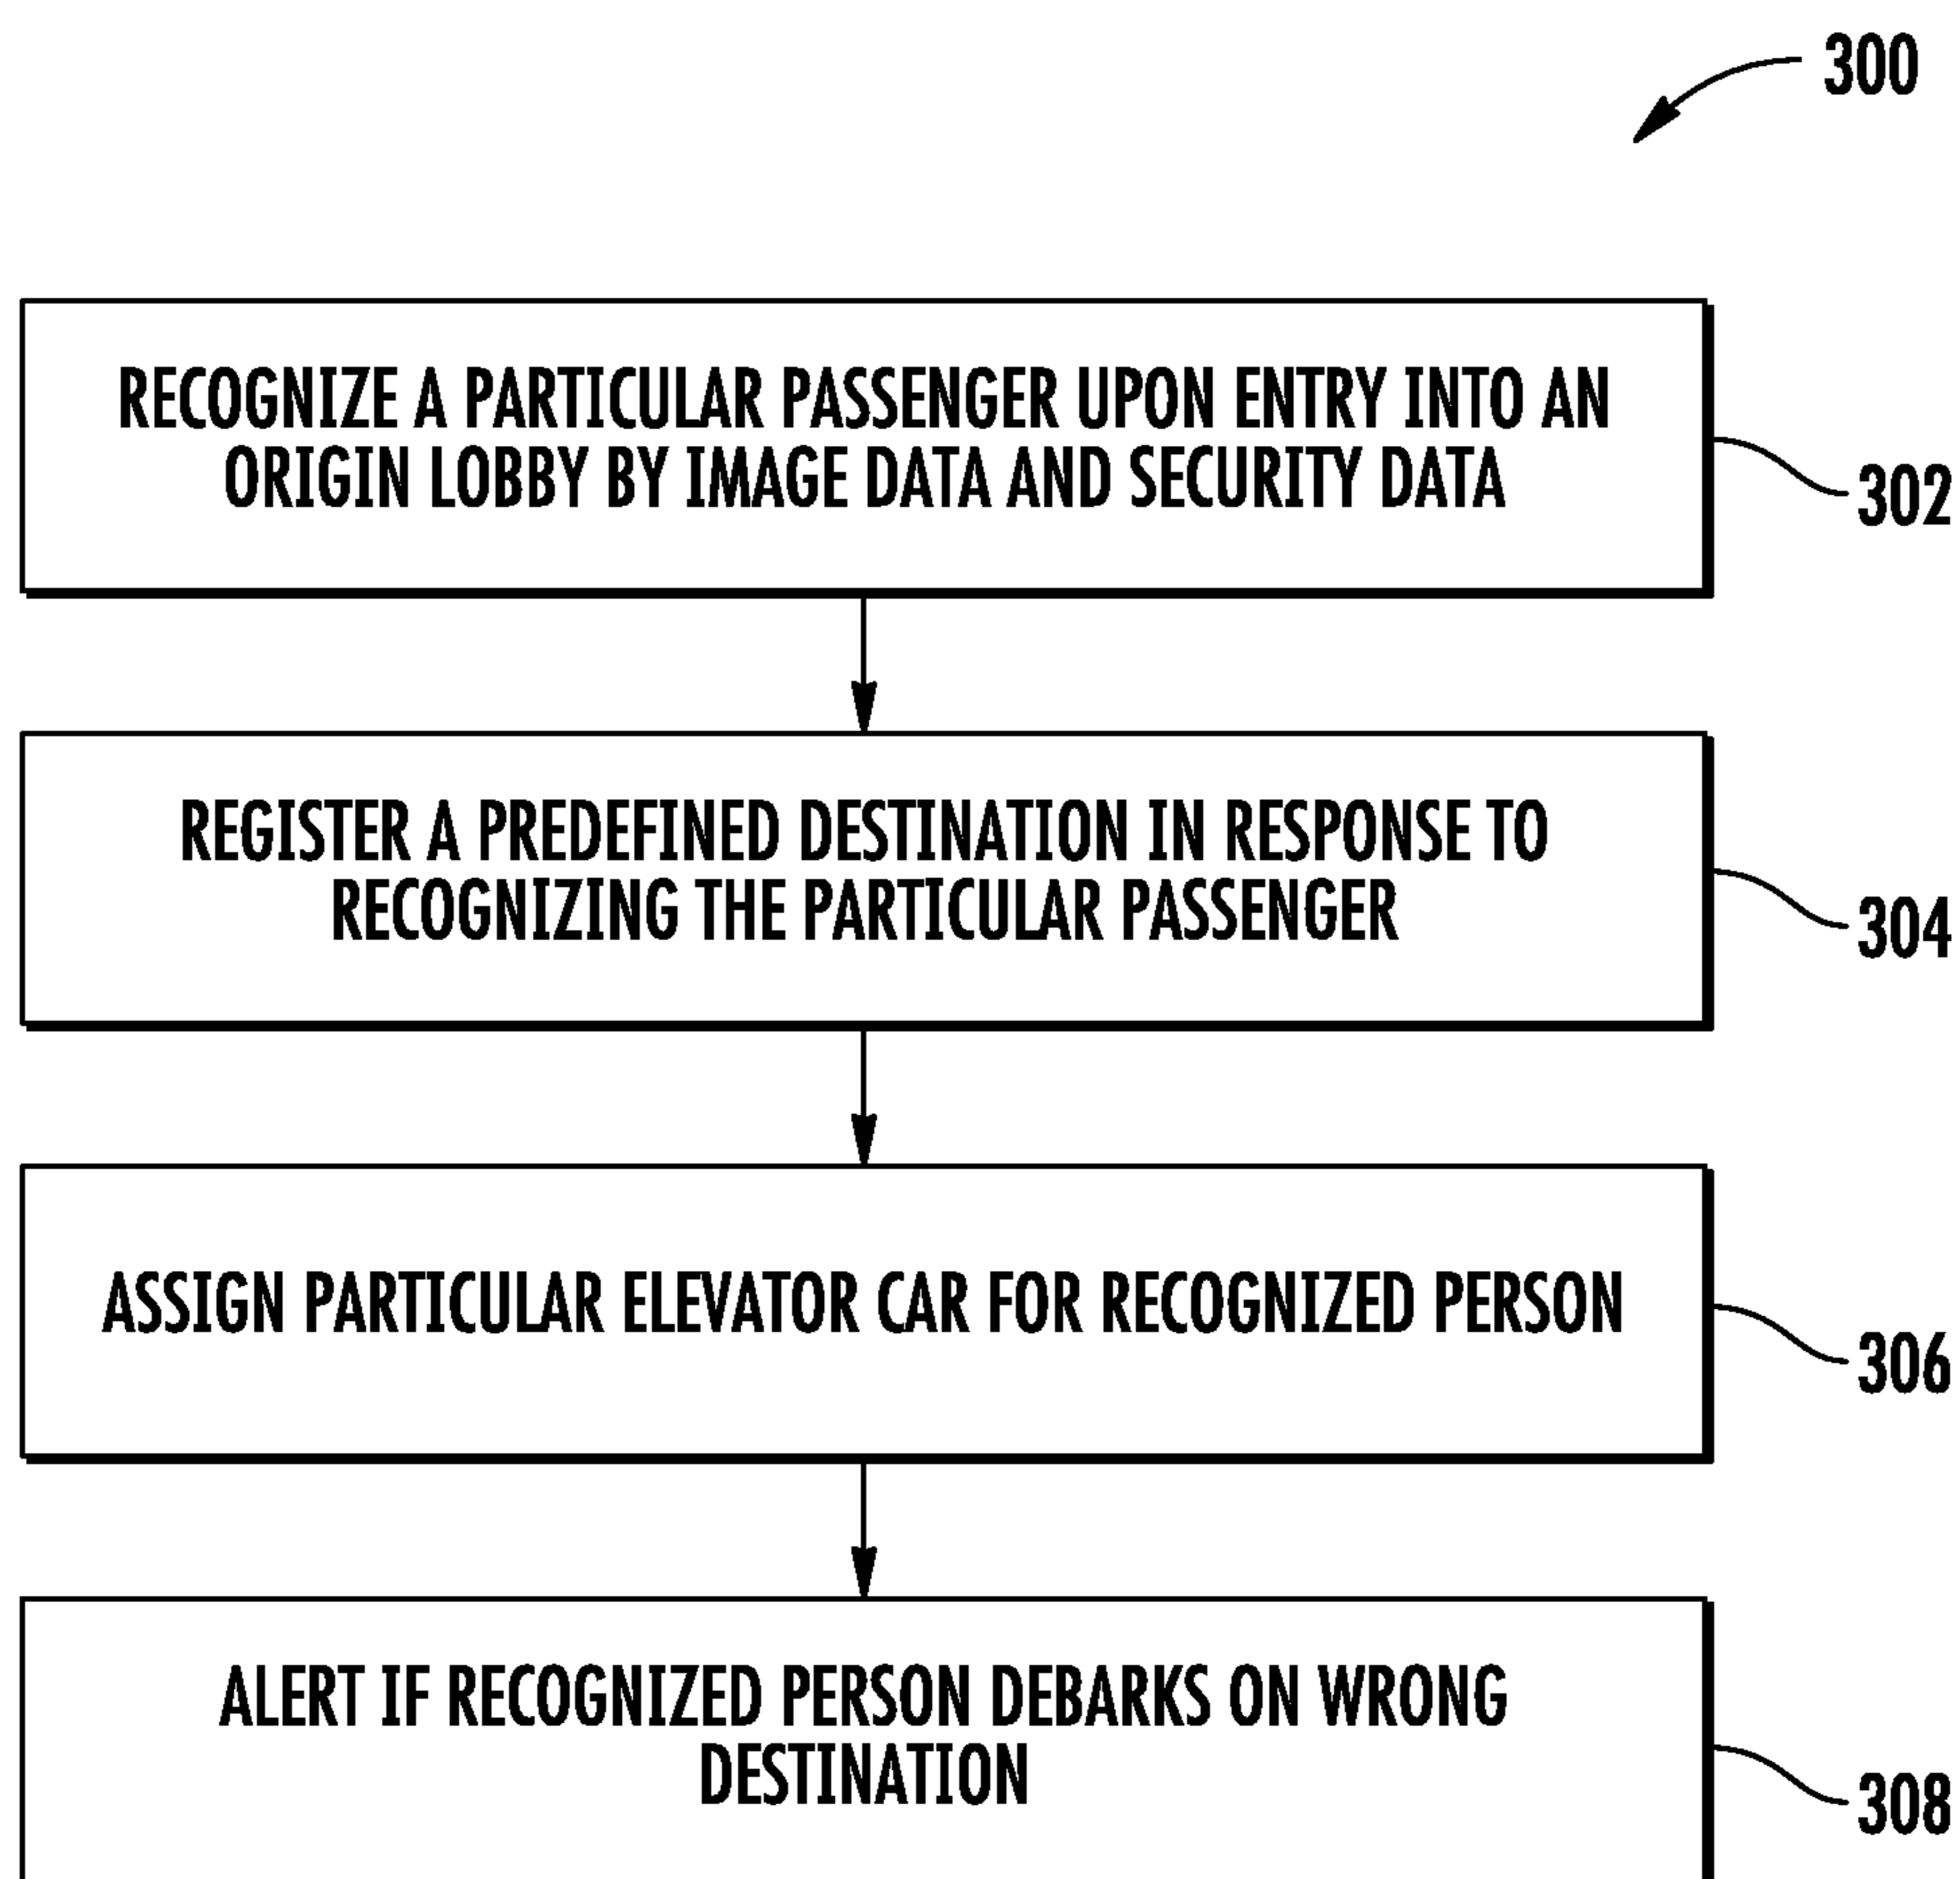 300
RECOGNIZE A PARTICULAR PASSENGER UPON ENTRY INTO AN
ORIGIN LOBBY BY IMAGE DATA AND SECURITY DATA
302
REGISTER A PREDEFINED DESTINATION IN RESPONSE TO
RECOGNIZING THE PARTICULAR PASSENGER
304
ASSIGN PARTICULAR ELEVATOR CAR FOR RECOGNIZED PERSON
306
ALERT IF RECOGNIZED PERSON DEBARKS ON WRONG
DESTINATION
308